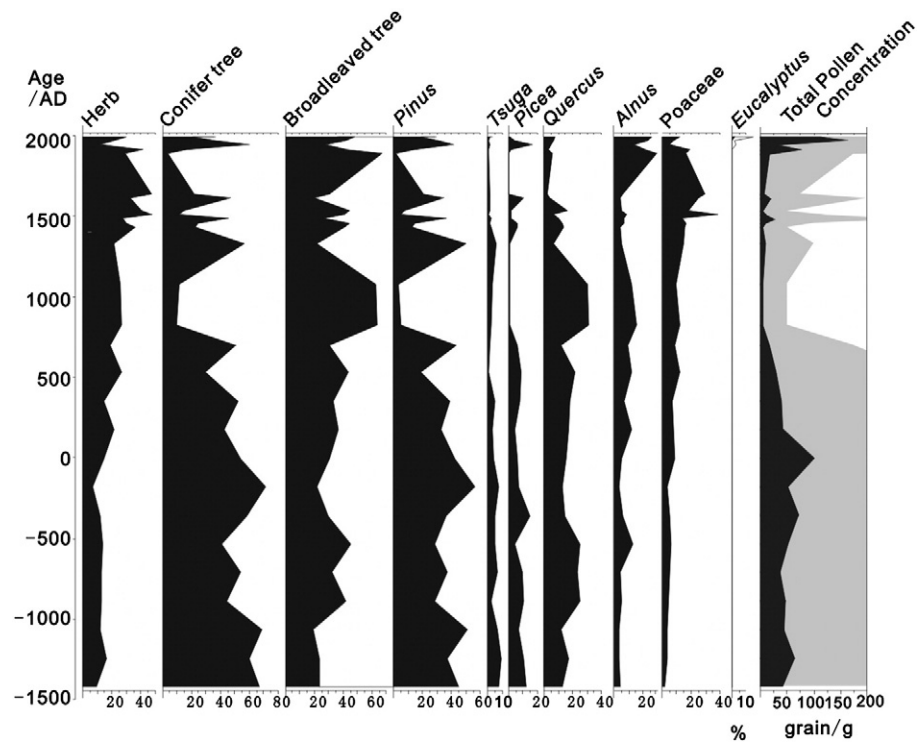 Age
/AD
Herb
Conifer tree
Broadleaved tree
Pinus
Tsuga
Picea
Quercus
Alnus
Poaceae
Eucalyptus
Total Pollen
Concentration
2000
1500
1000
500
0
-500
-1000
-1500
20 40
20 40 60 80
20 40 60 80
20 40 60
10
20
20 40
20
20 40
10
50 100 150 200
%
grain/g